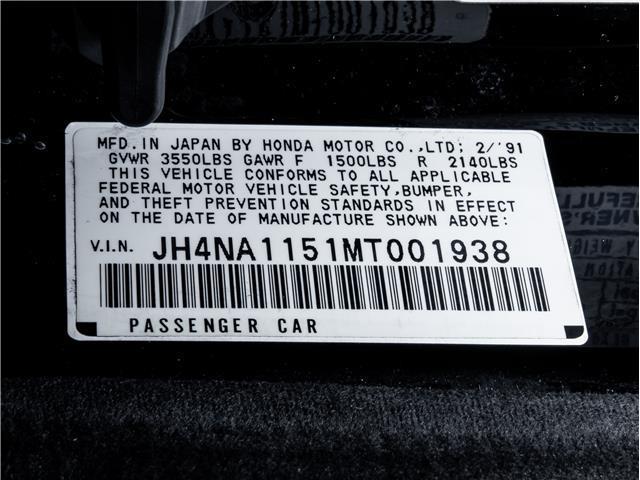 MFD. IN JAPAN BY HONDA MOTOR CO.,LTD; 2/'91
GVWR 3550LBS GAWR F 1500LBS R 2140LBS
THIS VEHICLE CONFORMS TO ALL APPLICABLE
FEDERAL MOTOR VEHICLE SAFETY,BUMPER,
AND THEFT PREVENTION STANDARDS IN EFFECT
ON THE DATE OF MANUFACTURE SHOWN ABOVE:
V.I.N. JH4NA1151MT001938
PASSENGER CAR